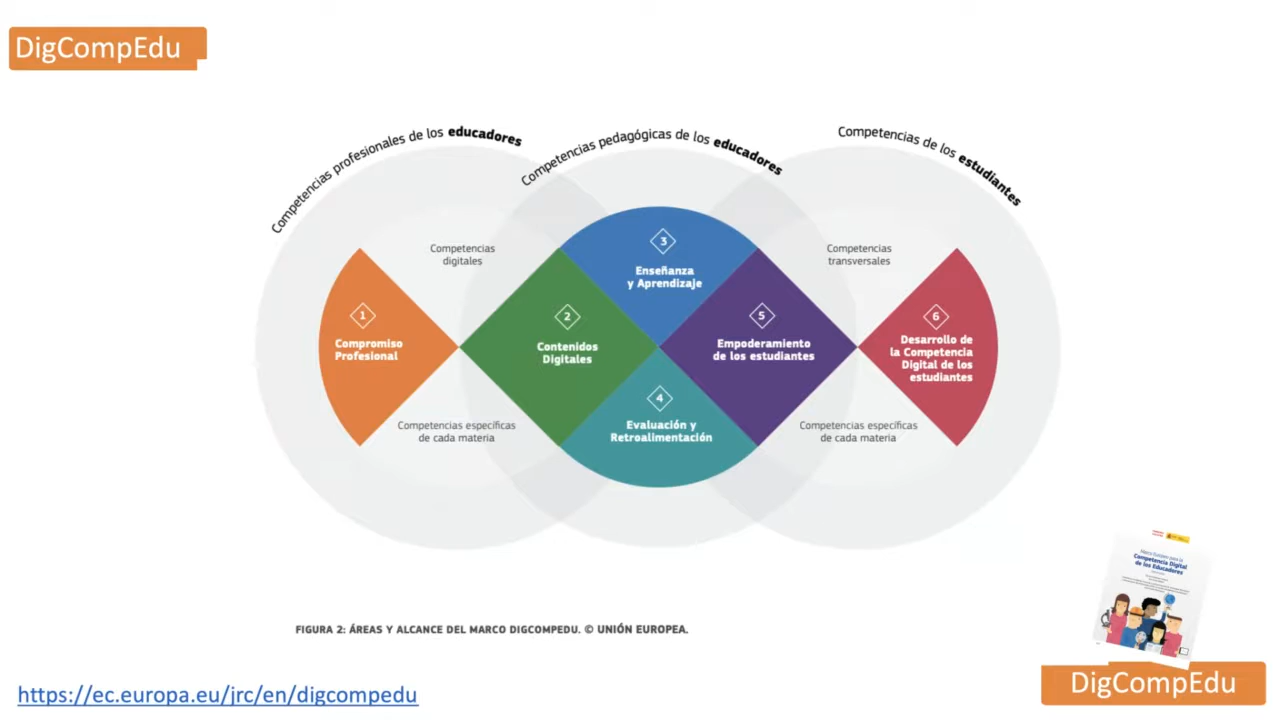 DigCompEdu
Competencias profesionales de los educadores
Competencias pedagógicas de los educadores
Competencias de los estudiantes
Competencias
digitales
3
Enseñanza
y Aprendizaje
Competencias
transversales
1
Compromiso
Profesional
2
Contenidos
Digitales
5
Empoderamiento
de los estudiantes
6
Desarrollo de
la Competencia
Digital de los
estudiantes
Competencias específicas
de cada materia
4
Evaluación y
Retroalimentación
Competencias específicas
de cada materia
Marco Europeo para la
Competencia Digital
de los Educadores
FIGURA 2: ÁREAS Y ALCANCE DEL MARCO DIGCOMPEDU. © UNIÓN EUROPEA.
https://ec.europa.eu/jrc/en/digcompedu
DigCompEdu